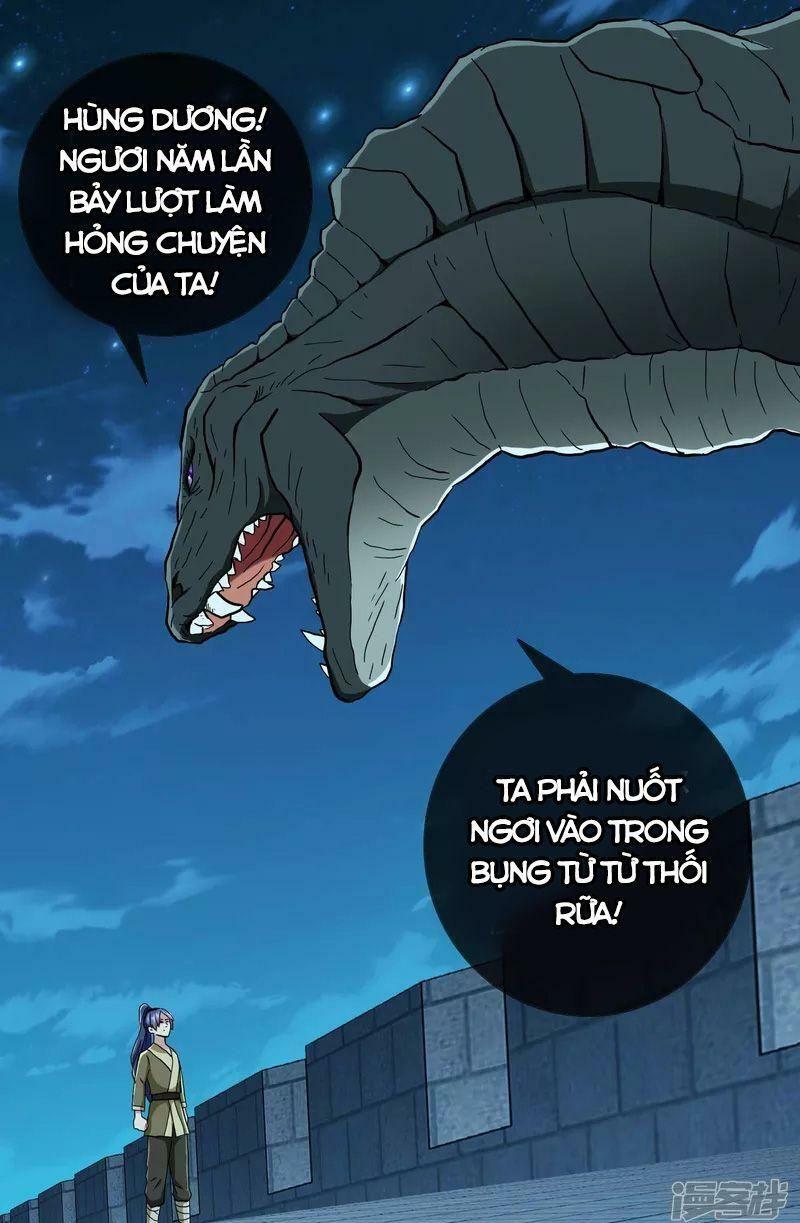 HÙNG DƯƠNG!
NGƯƠI NĂM LẦN
BẢY LƯỢT LÀM
HỎNG CHUYỆN
CỦA TA!
TA PHẢI NUỐT
NGƠI VÀO TRONG
BỤNG TỪ TỪ THỐI
RỮA!
漫客栈